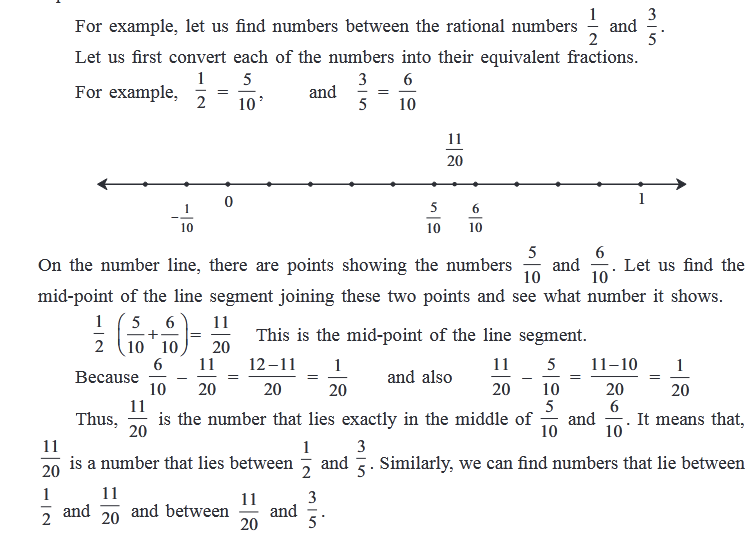 For example, let us find numbers between the rational numbers 1/2 and 3/5.
Let us first convert each of the numbers into their equivalent fractions.
For example, 1/2 = 5/10, and 3/5 = 6/10
11/20
-1/10 0 5/10 6/10 1
On the number line, there are points showing the numbers 5/10 and 6/10. Let us find the
mid-point of the line segment joining these two points and see what number it shows.
1/2 (5/10 + 6/10) = 11/20 This is the mid-point of the line segment.
Because 6/10 − 11/20 = 12−11/20 = 1/20 and also 11/20 − 5/10 = 11−10/20 = 1/20
Thus, 11/20 is the number that lies exactly in the middle of 5/10 and 6/10. It means that,
11/20 is a number that lies between 1/2 and 3/5. Similarly, we can find numbers that lie between
1/2 and 11/20 and between 11/20 and 3/5.